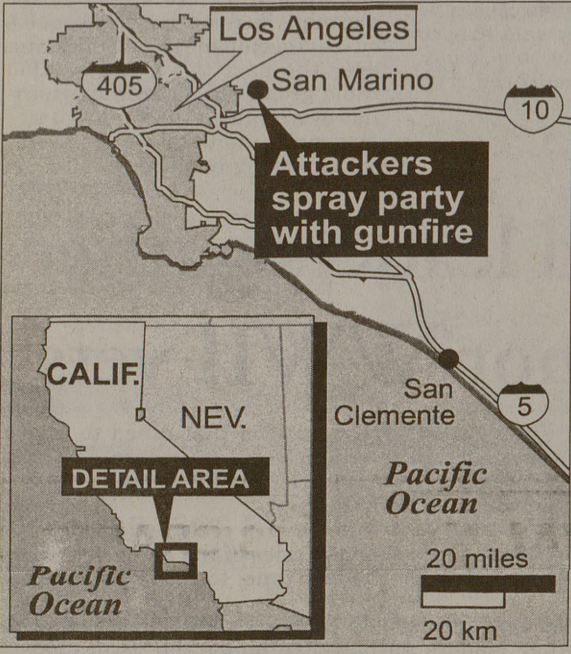 Los Angeles
405
San Marino
10
Attackers
spray party
with gunfire
CALIF.
NEV.
San
Clemente
5
DETAIL AREA
Pacific
Ocean
Pacific
Ocean
20 miles
20 km